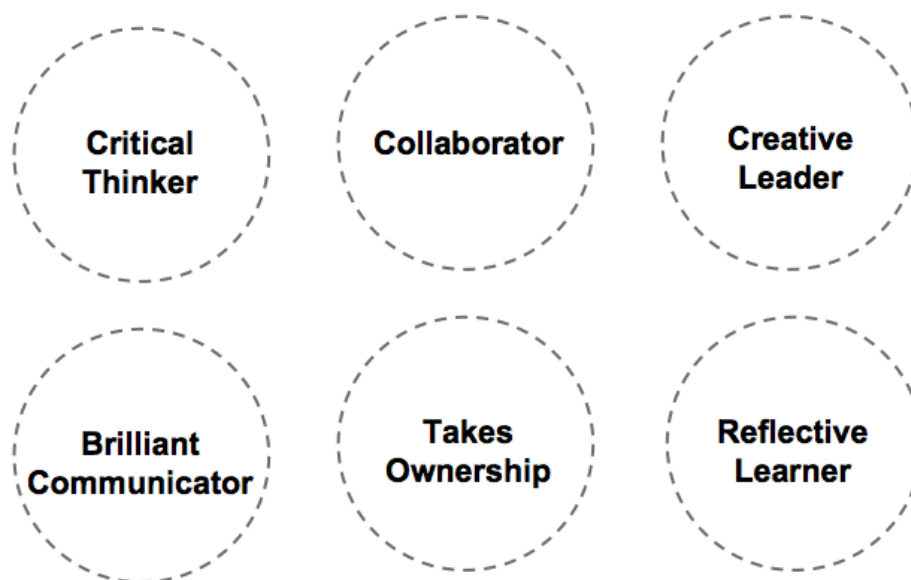 Critical
Thinker
Collaborator
Creative
Leader
Brilliant
Communicator
Takes
Ownership
Reflective
Learner